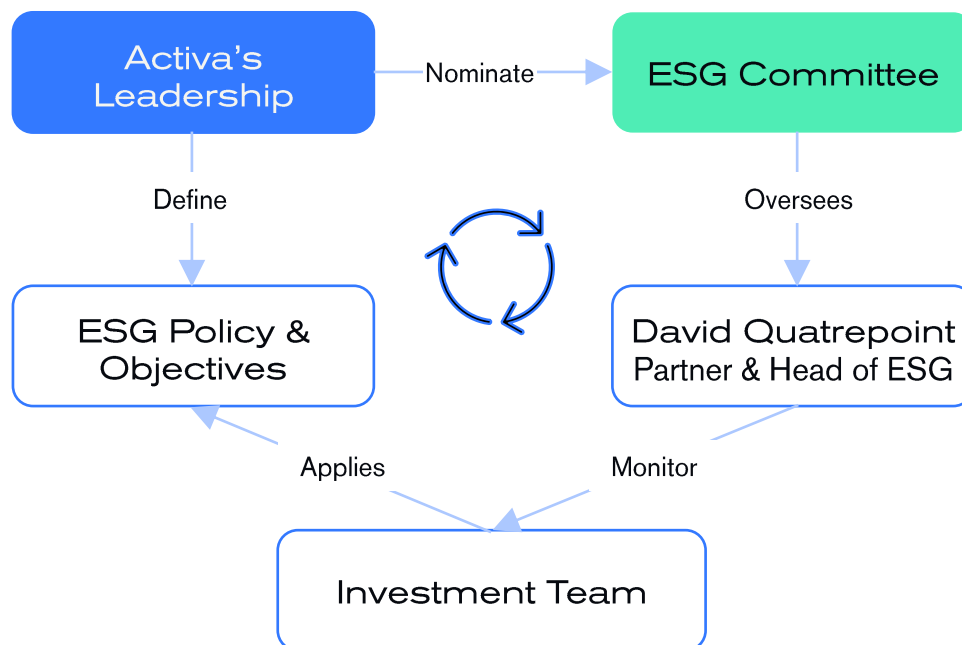 Activa's
Leadership
Nominate
ESG Committee
Define
Oversees
ESG Policy &
Objectives
David Quatrepoint
Partner & Head of ESG
Applies
Monitor
Investment Team